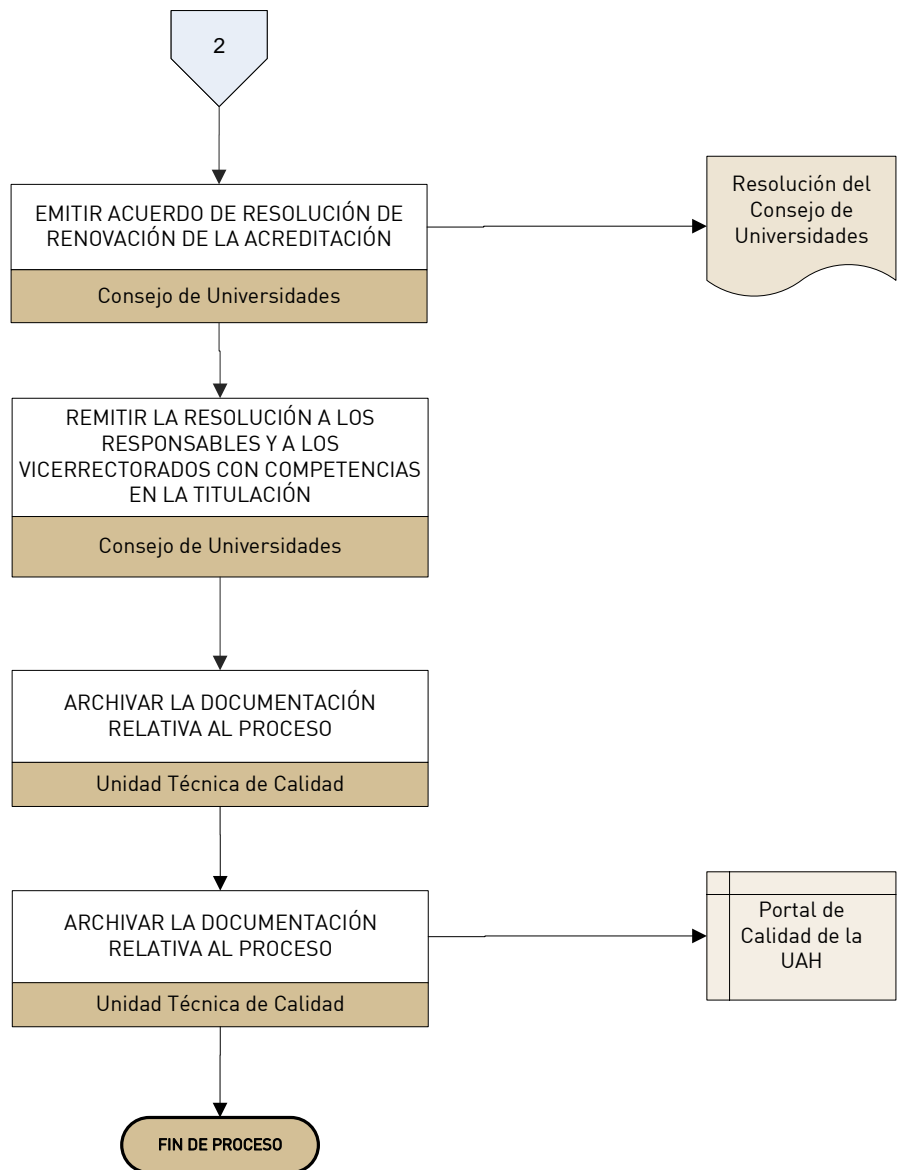 2
EMITIR ACUERDO DE RESOLUCIÓN DE
RENOVACIÓN DE LA ACREDITACIÓN
Consejo de Universidades
Resolución del
Consejo de
Universidades
REMITIR LA RESOLUCIÓN A LOS
RESPONSABLES Y A LOS
VICERRECTORADOS CON COMPETENCIAS
EN LA TITULACIÓN
Consejo de Universidades
ARCHIVAR LA DOCUMENTACIÓN
RELATIVA AL PROCESO
Unidad Técnica de Calidad
ARCHIVAR LA DOCUMENTACIÓN
RELATIVA AL PROCESO
Unidad Técnica de Calidad
Portal de
Calidad de la
UAH
FIN DE PROCESO